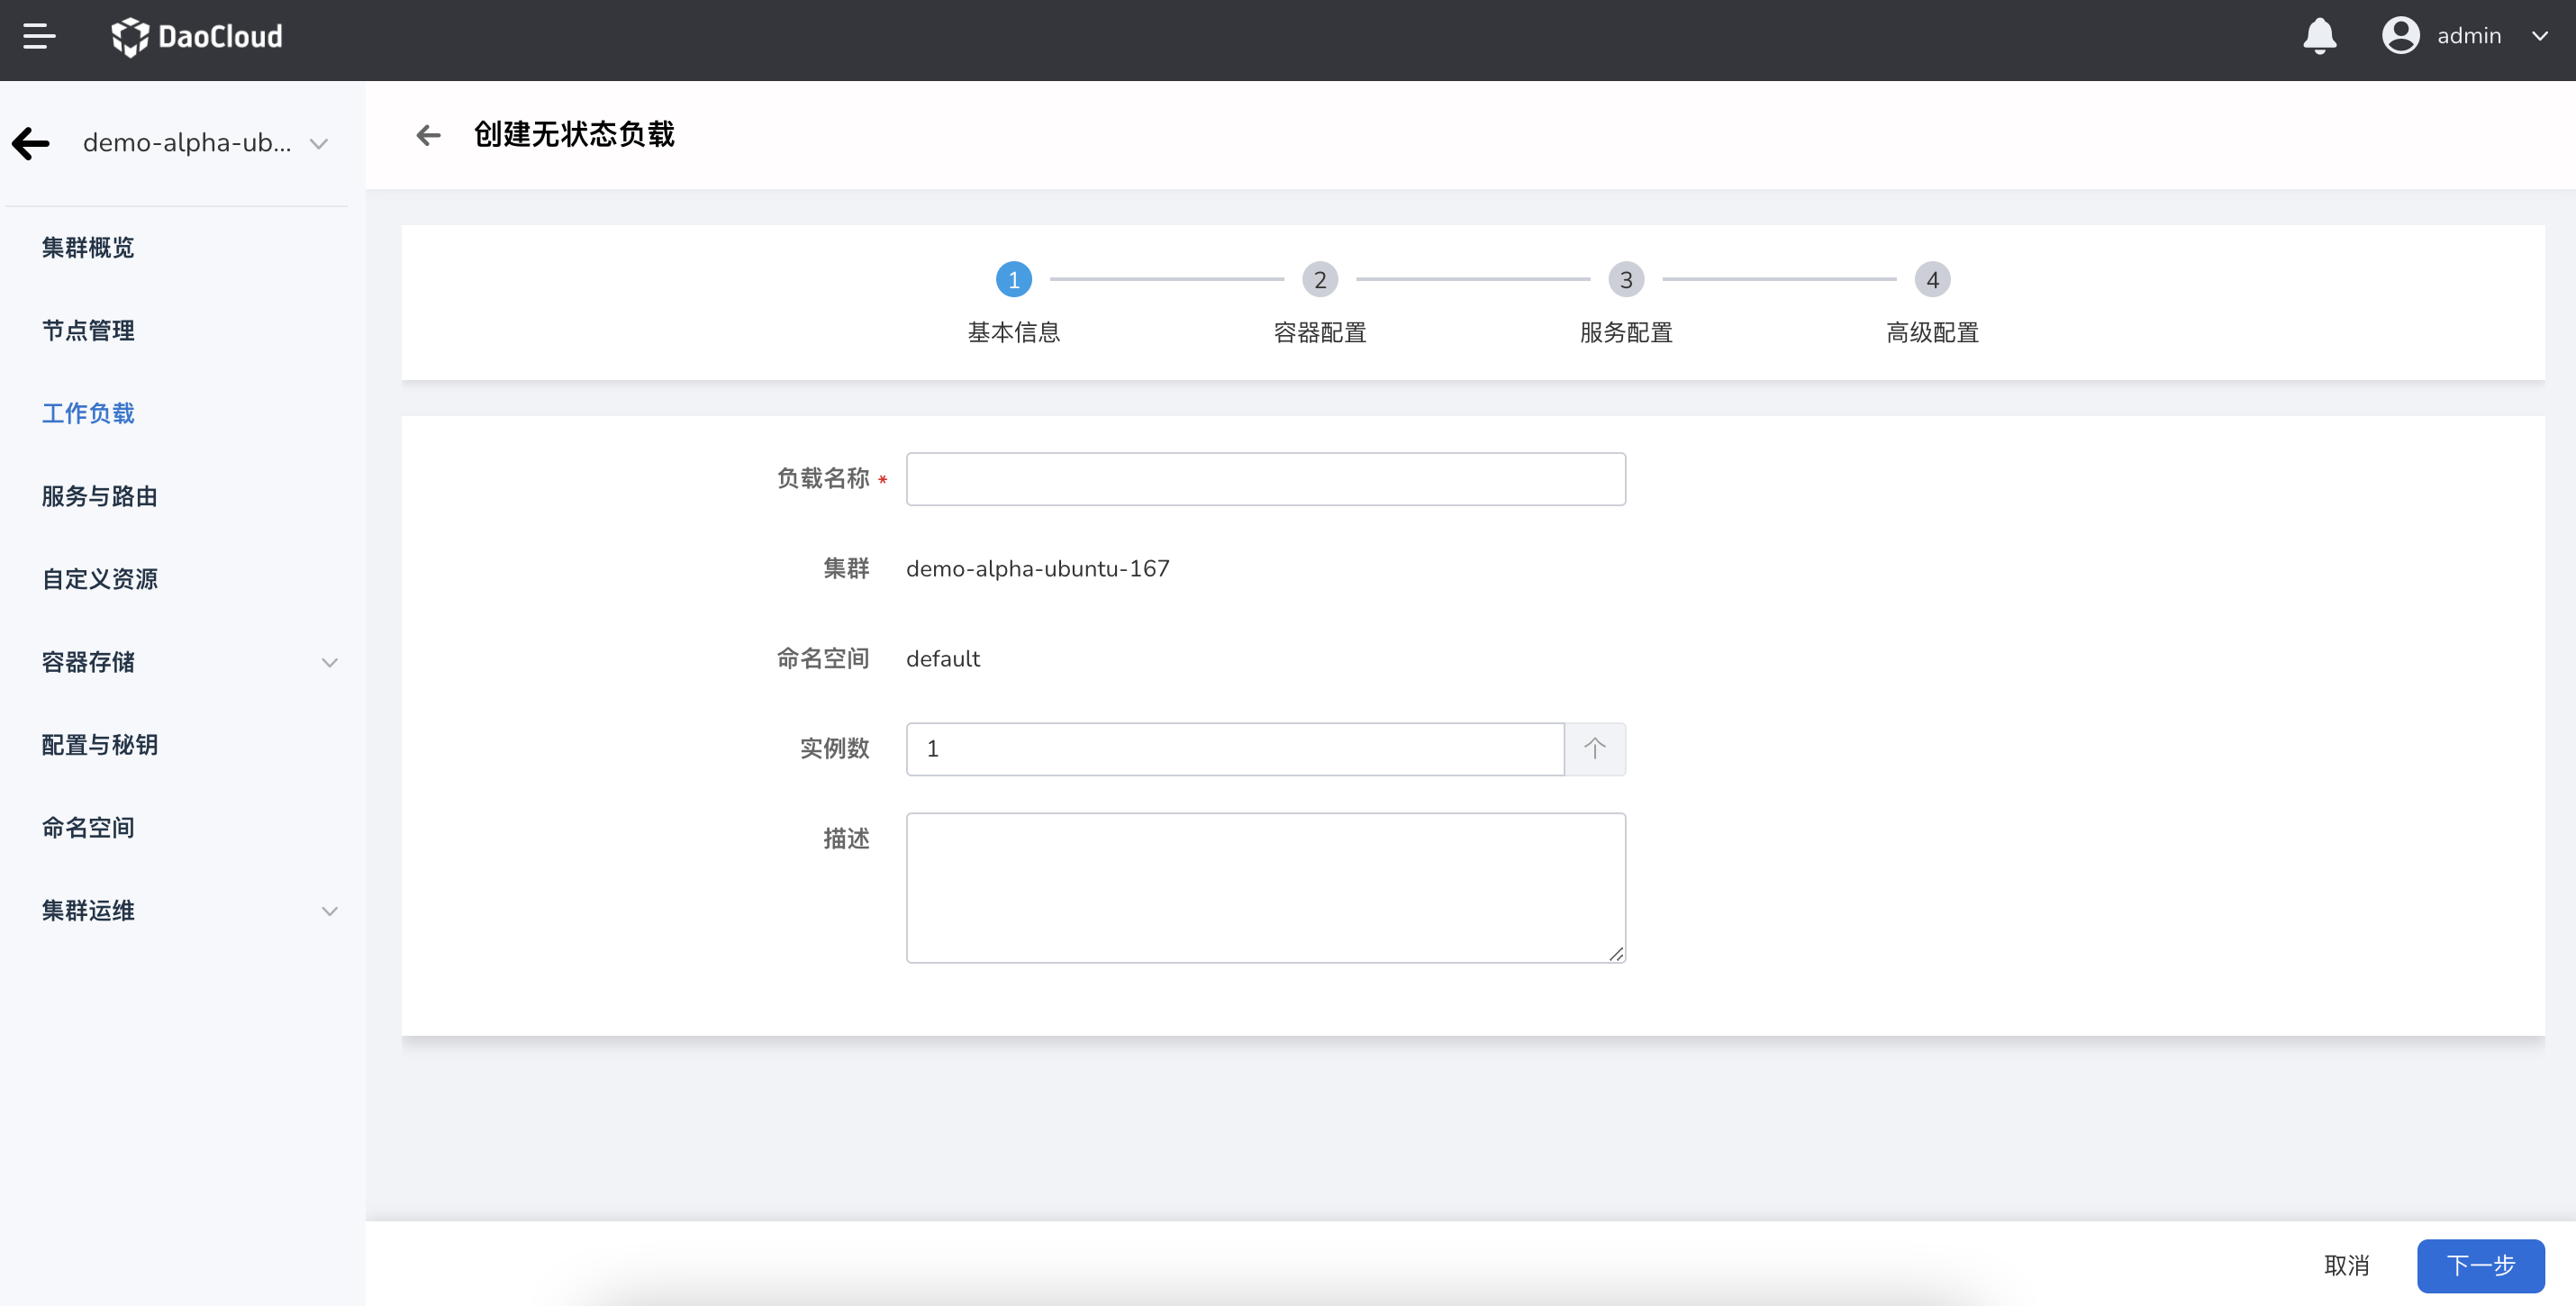 DaoCloud
admin
demo-alpha-ub...
创建无状态负载
集群概览
节点管理
工作负载
服务与路由
自定义资源
容器存储
配置与秘钥
命名空间
集群运维
1
2
3
4
基本信息
容器配置
服务配置
高级配置
负载名称 *
集群 demo-alpha-ubuntu-167
命名空间 default
实例数 1 个
描述
取消
下一步